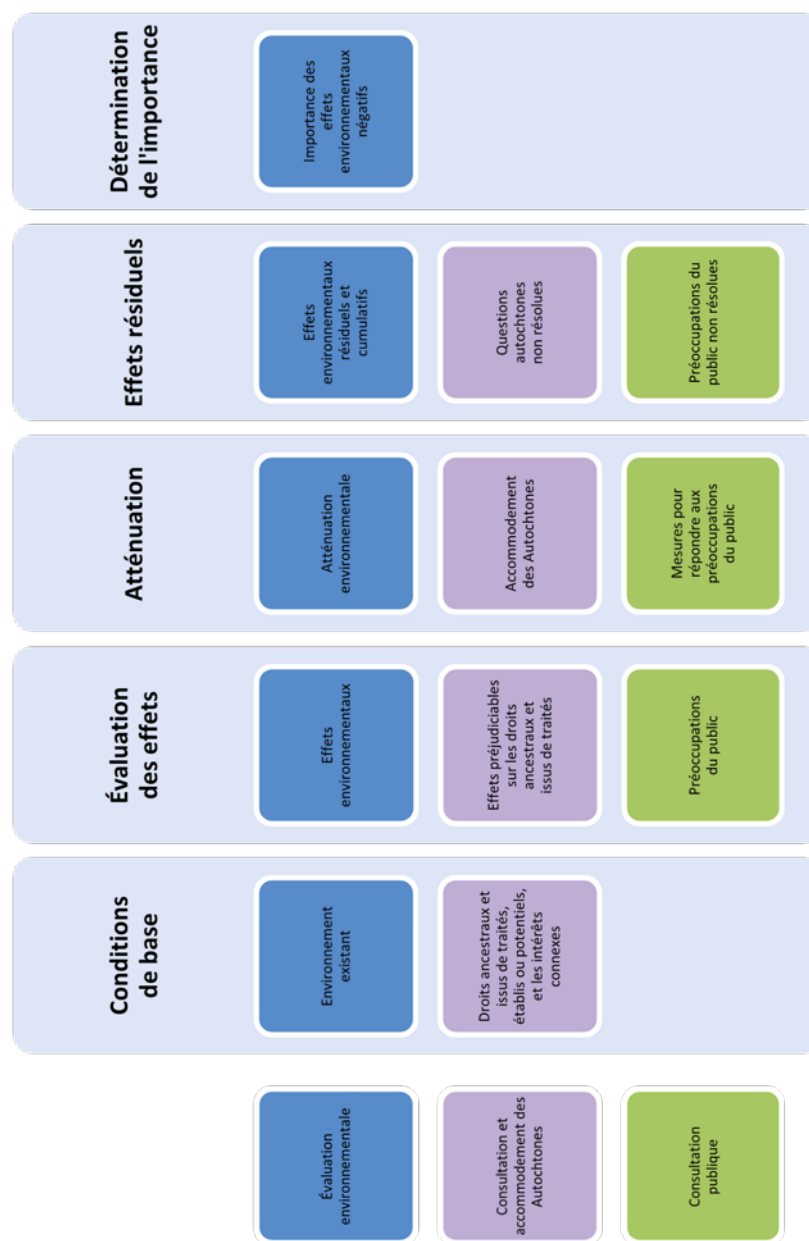 Conditions
de base
Évaluation
des effets
Atténuation
Effets résiduels
Détermination
de l'importance
Évaluation
environnementale
Environnement
existant
Effets
environnementaux
Atténuation
environnementale
Effets
environnementaux
résiduels et
cumulatifs
Importance des
effets
environnementaux
négatifs
Consultation et
accommodement des
Autochtones
Droits ancestraux et
issus de traités,
établis ou potentiels,
et les intérêts
connexes
Effets préjudiciables
sur les droits
ancestraux et
issus de traités
Accommodement
des Autochtones
Questions
autochtones
non résolues
Consultation
publique
Préoccupations
du public
Mesures pour
répondre aux
préoccupations
du public
Préoccupations du
public non résolues